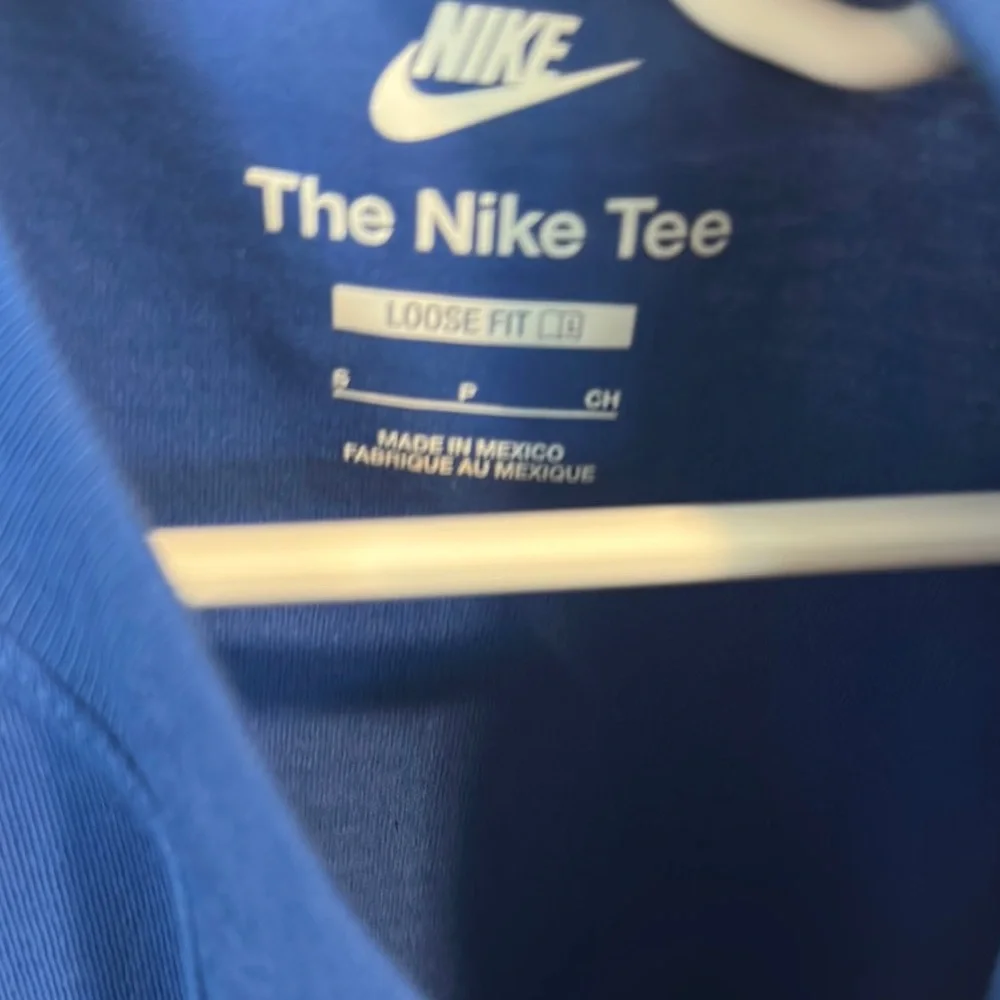 NIKE
The Nike Tee
LOOSE FIT
S P CH
MADE IN MEXICO
FABRIQUE AU MEXIQUE